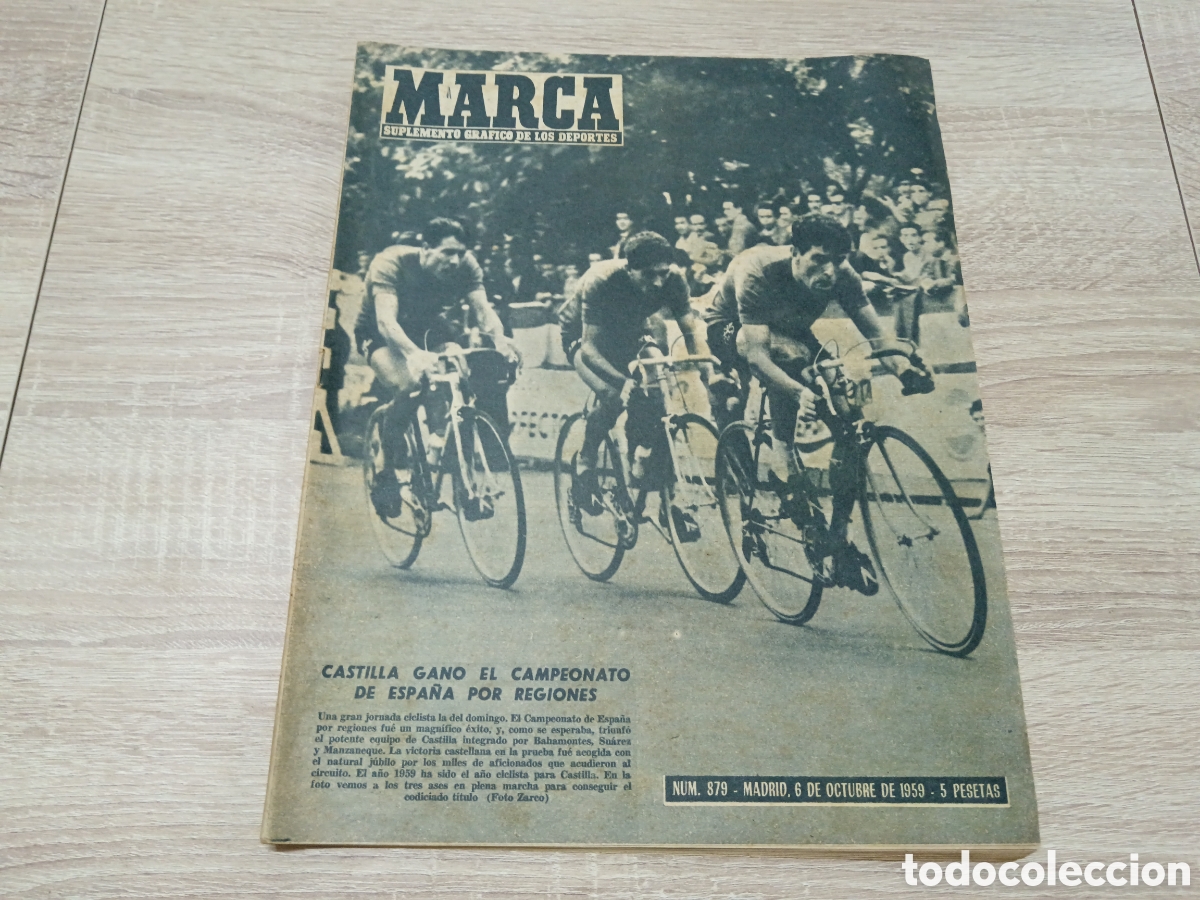 MARCA
SUPLEMENTO GRAFICO DE LOS DEPORTES
CASTILLA GANO EL CAMPEONATO
DE ESPAÑA POR REGIONES
Una gran jornada ciclista la del domingo. El Campeonato de España
por regiones fué un magnífico éxito, y, como se esperaba, triunfó
el potente equipo de Castilla integrado por Bahamontes, Suárez
y Manzaneque. La victoria castellana en la prueba fué acogida con
el natural júbilo por los miles de aficionados que acudieron al
circuito. El año 1959 ha sido el año ciclista para Castilla. En la
foto vemos a los tres ases en plena marcha para conseguir el
codiciado título (Foto Zarco)
NUM. 879 - MADRID, 6 DE OCTUBRE DE 1959 - 5 PESETAS
todocoleccion